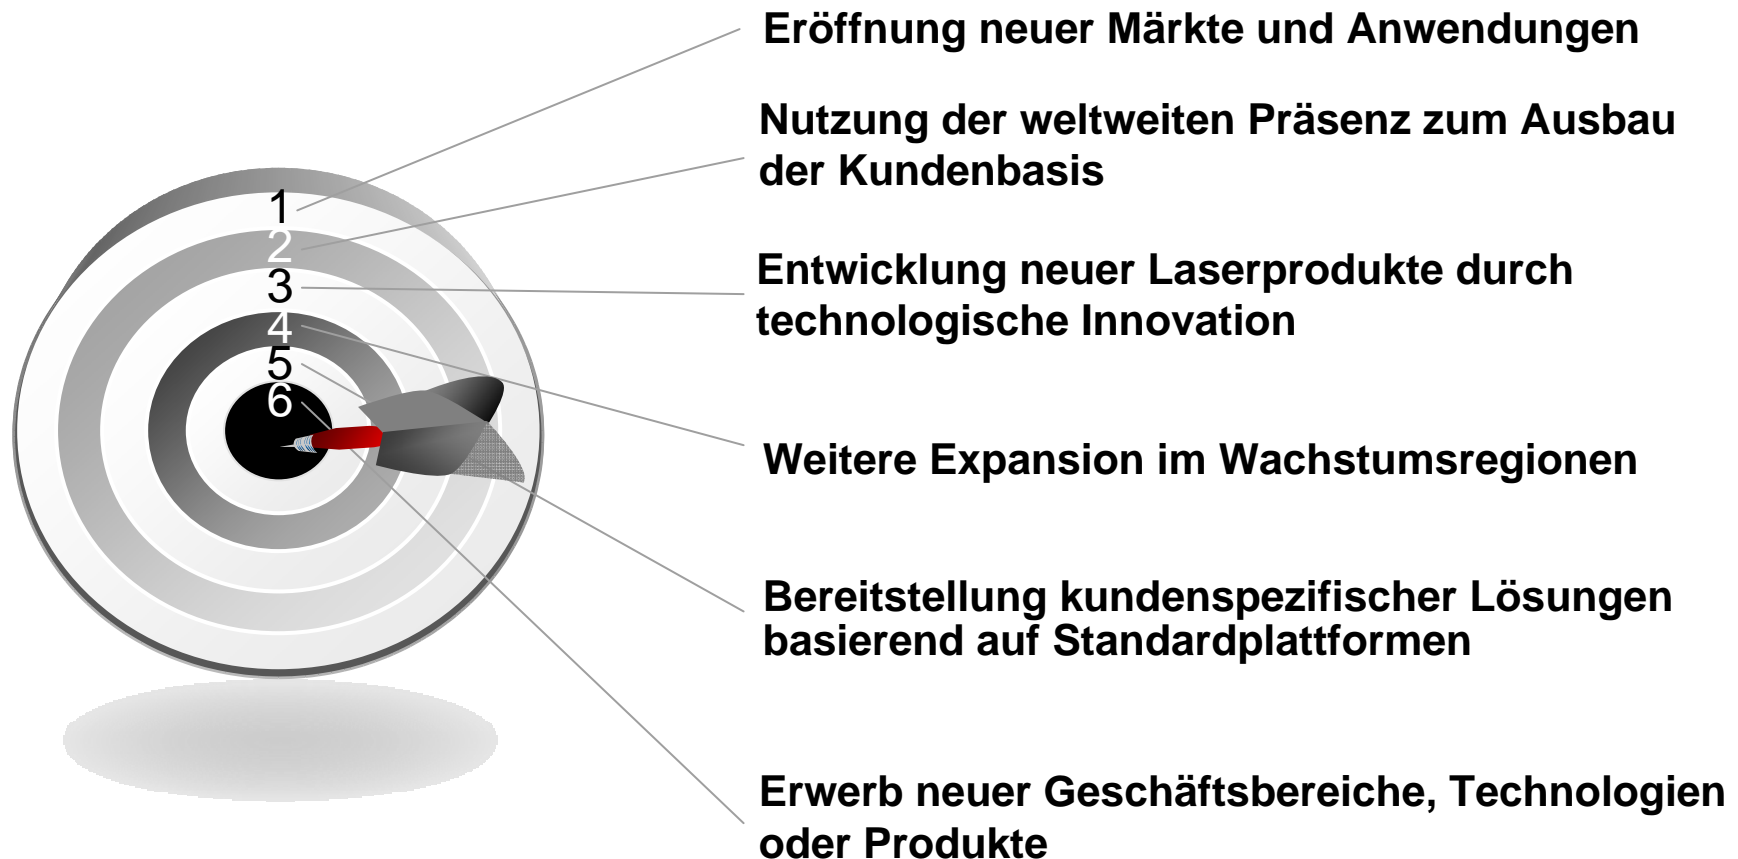 Eröffnung neuer Märkte und Anwendungen
Nutzung der weltweiten Präsenz zum Ausbau
der Kundenbasis
1
2
Entwicklung neuer Laserprodukte durch
technologische Innovation
3
4
5
6
Weitere Expansion im Wachstumsregionen
Bereitstellung kundenspezifischer Lösungen
basierend auf Standardplattformen
Erwerb neuer Geschäftsbereiche, Technologien
oder Produkte